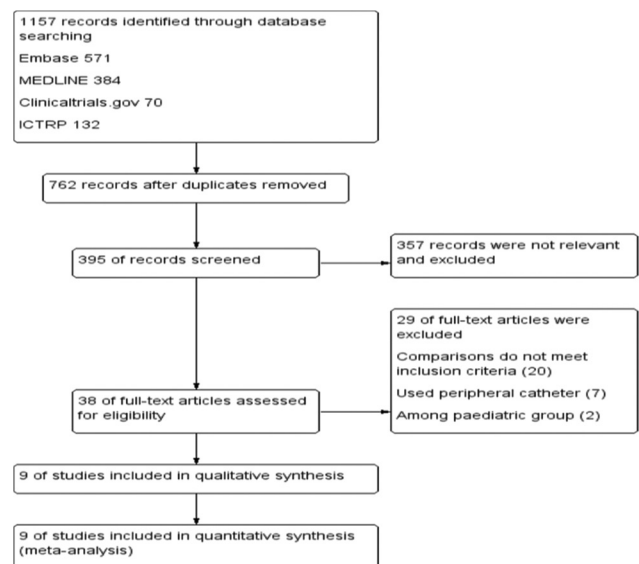 1157 records identified through database
searching
Embase 571
MEDLINE 384
Clinicaltrials.gov 70
ICTRP 132
762 records after duplicates removed
395 of records screened
357 records were not relevant
and excluded
29 of full-text articles were
excluded
Comparisons do not meet
inclusion criteria (20)
Used peripheral catheter (7)
Among paediatric group (2)
38 of full-text articles assessed
for eligibility
9 of studies included in qualitative synthesis
9 of studies included in quantitative synthesis
(meta-analysis)